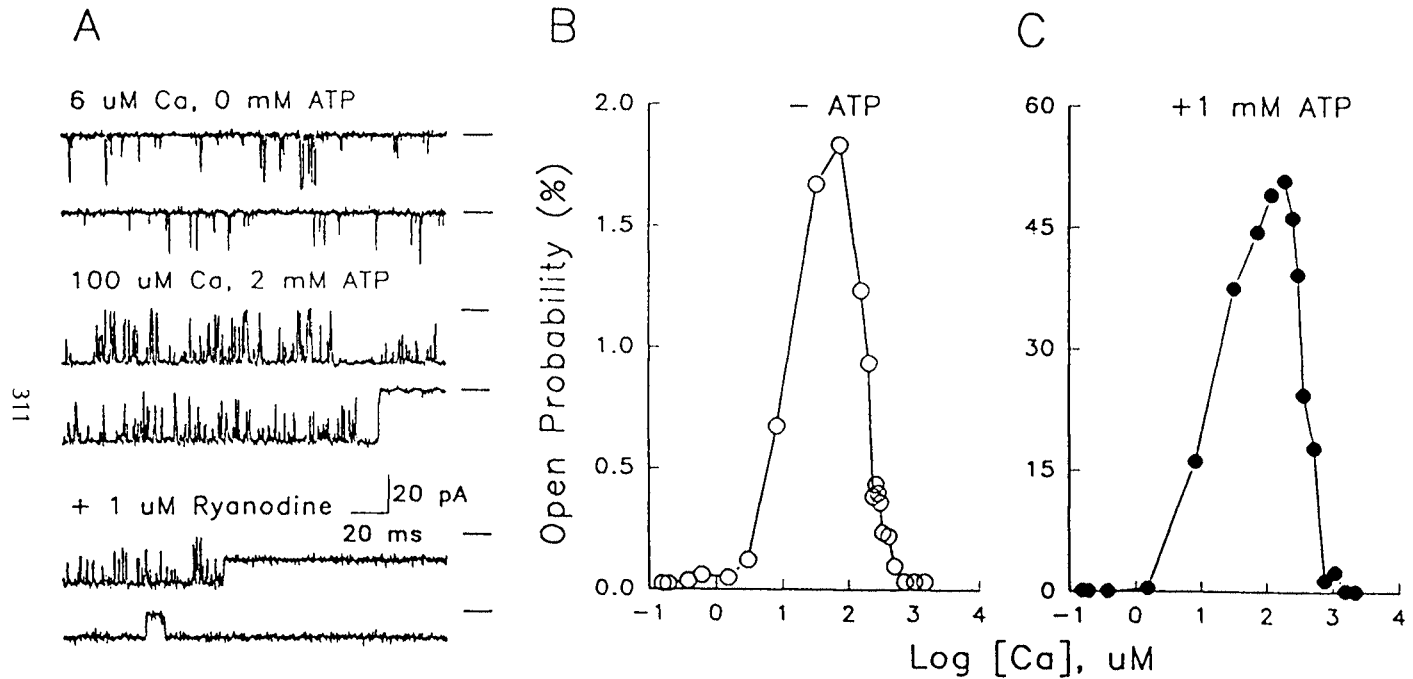 A
6 uM Ca, 0 mM ATP
100 uM Ca, 2 mM ATP
+ 1 uM Ryanodine
20 pA
20 ms
311
B
- ATP
Open Probability (%)
2.0
1.5
1.0
0.5
0.0
-1 0 1 2 3 4
C
+1 mM ATP
60
45
30
15
0
-1 0 1 2 3 4
Log [Ca], uM